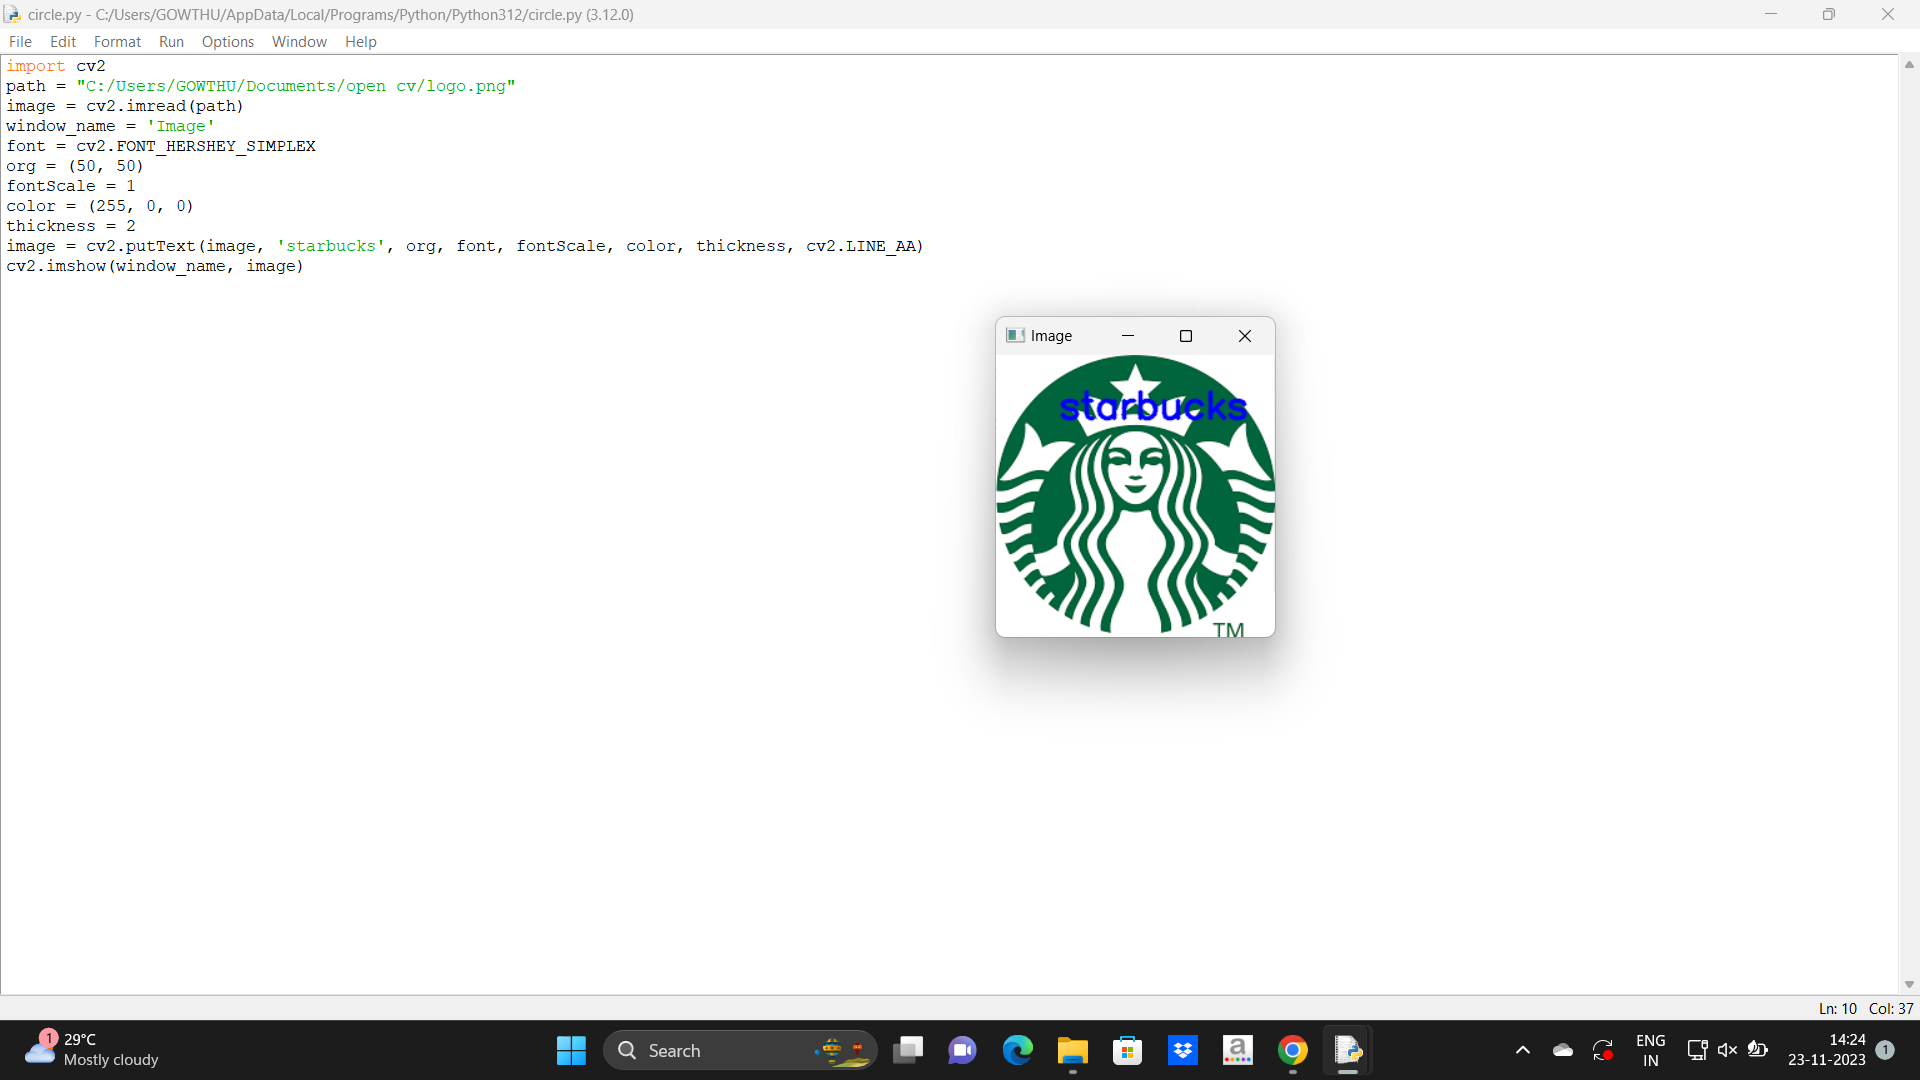 circle.py - C:/Users/GOWTHU/AppData/Local/Programs/Python/Python312/circle.py (3.12.0)
File Edit Format Run Options Window Help
import cv2
path = "C:/Users/GOWTHU/Documents/open cv/logo.png"
image = cv2.imread(path)
window_name = 'Image'
font = cv2.FONT_HERSHEY_SIMPLEX
org = (50, 50)
fontScale = 1
color = (255, 0, 0)
thickness = 2
image = cv2.putText(image, 'starbucks', org, font, fontScale, color, thickness, cv2.LINE_AA)
cv2.imshow(window_name, image)
Image
starbucks
TM
Ln: 10 Col: 37
1
29°C
Mostly cloudy
Search
a
ENG
IN
14:24
23-11-2023
1